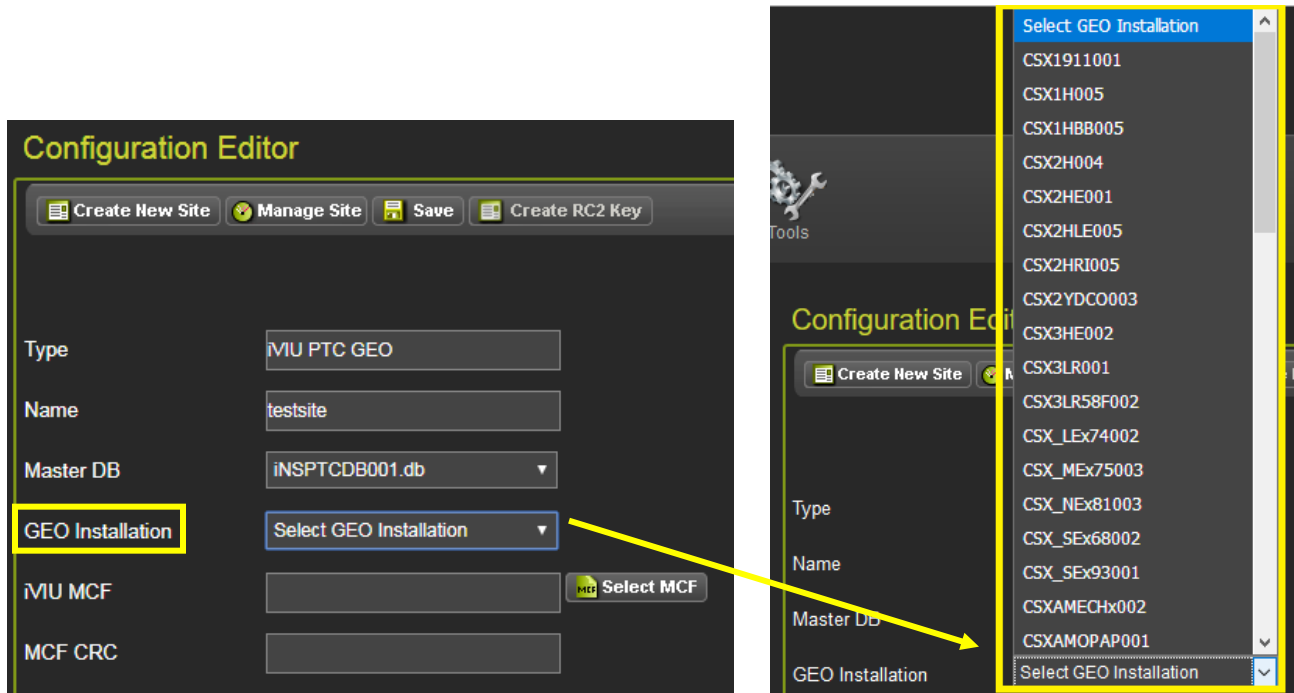 Configuration Editor
Create New Site Manage Site Save Create RC2 Key
Type iVIU PTC GEO
Name testsite
Master DB iNSPTCDB001.db
GEO Installation Select GEO Installation
iVIU MCF Select MCF
MCF CRC
Select GEO Installation
CSX1911001
CSX1H005
CSX1HBB005
CSX2H004
CSX2HE001
CSX2HLE005
CSX2HRI005
CSX2YDCO003
CSX3HE002
CSX3LR001
CSX3LR58F002
CSX_LEx74002
CSX_MEx75003
CSX_NEx81003
CSX_SEx68002
CSX_SEx93001
CSXAMECHx002
CSXAMOPAP001
Tools
Configuration Edit
Create New Site M
Type
Name
Master DB
GEO Installation Select GEO Installation